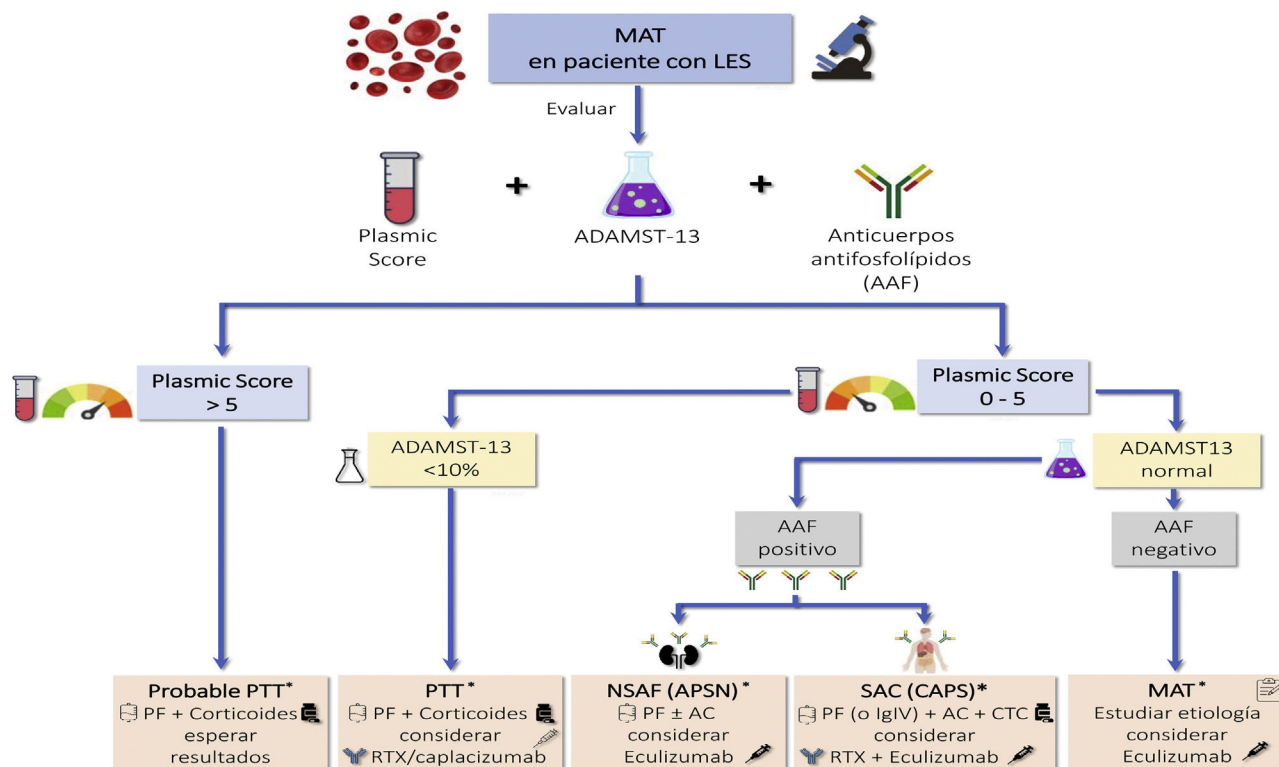 MAT
en paciente con LES
Evaluar
+
+
Plasmic
Score
ADAMST-13
Anticuerpos
antifosfolípidos
(AAF)
Plasmic Score
> 5
Plasmic Score
0 - 5
ADAMST-13
<10%
ADAMST13
normal
AAF
positivo
AAF
negativo
Probable PTT*
PF + Corticoides
esperar
resultados
PTT*
PF + Corticoides
considerar
RTX/caplacizumab
NSAF (APSN)*
PF ± AC
considerar
Eculizumab
SAC (CAPS)*
PF (o IgIV) + AC + CTC
considerar
RTX + Eculizumab
MAT*
Estudiar etiología
considerar
Eculizumab